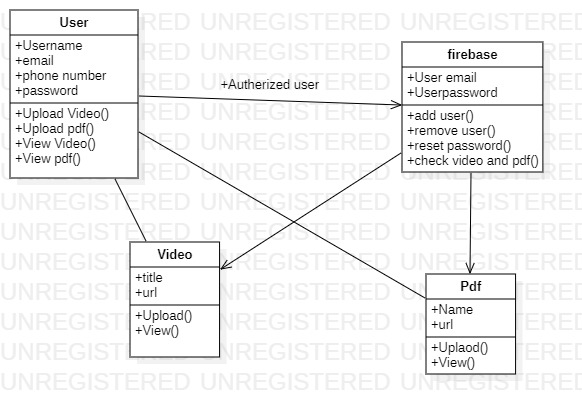 User
+Username
+email
+phone number
+password
+Upload Video()
+Upload pdf()
+View Video()
+View pdf()
+Autherized user
firebase
+User email
+Userpassword
+add user()
+remove user()
+reset password()
+check video and pdf()
Video
+title
+url
+Upload()
+View()
Pdf
+Name
+url
+Uplaod()
+View()
UNREGISTERED UNREGISTERED UNREGISTERED